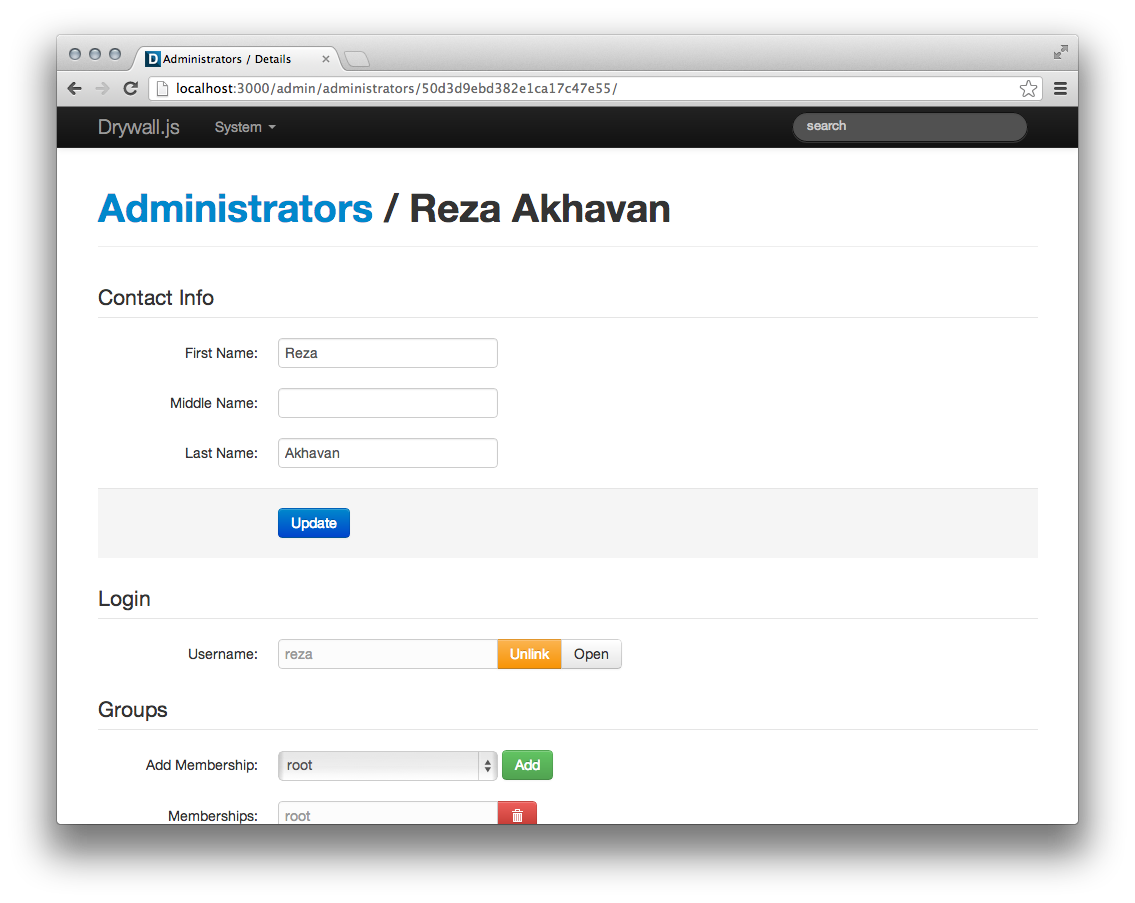 Administrators / Details
localhost:3000/admin/administrators/50d3d9ebd382e1ca17c47e55/
Drywall.js System search
Administrators / Reza Akhavan
Contact Info
First Name: Reza
Middle Name:
Last Name: Akhavan
Update
Login
Username: reza Unlink Open
Groups
Add Membership: root Add
Memberships: root